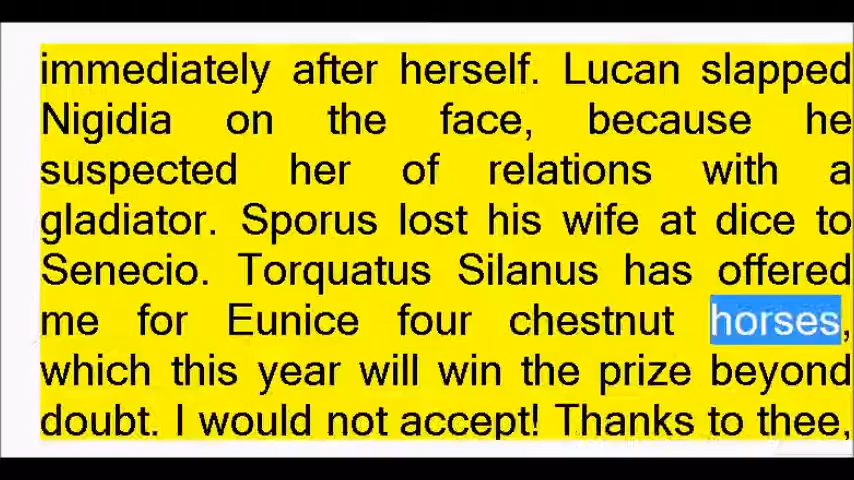 immediately after herself. Lucan slapped
Nigidia on the face, because he
suspected her of relations with a
gladiator. Sporus lost his wife at dice to
Senecio. Torquatus Silanus has offered
me for Eunice four chestnut horses,
which this year will win the prize beyond
doubt. I would not accept! Thanks to thee,